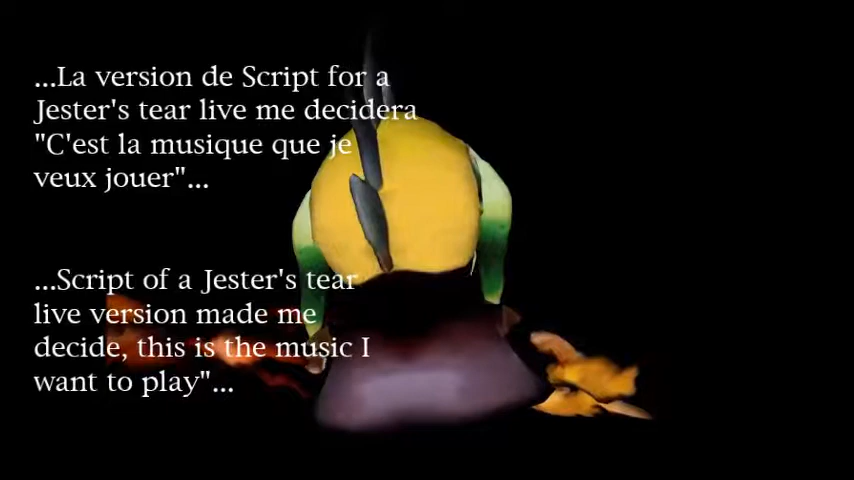 ...La version de Script for a
Jester's tear live me decidera
"C'est la musique que je
veux jouer"...
...Script of a Jester's tear
live version made me
decide, this is the music I
want to play"...